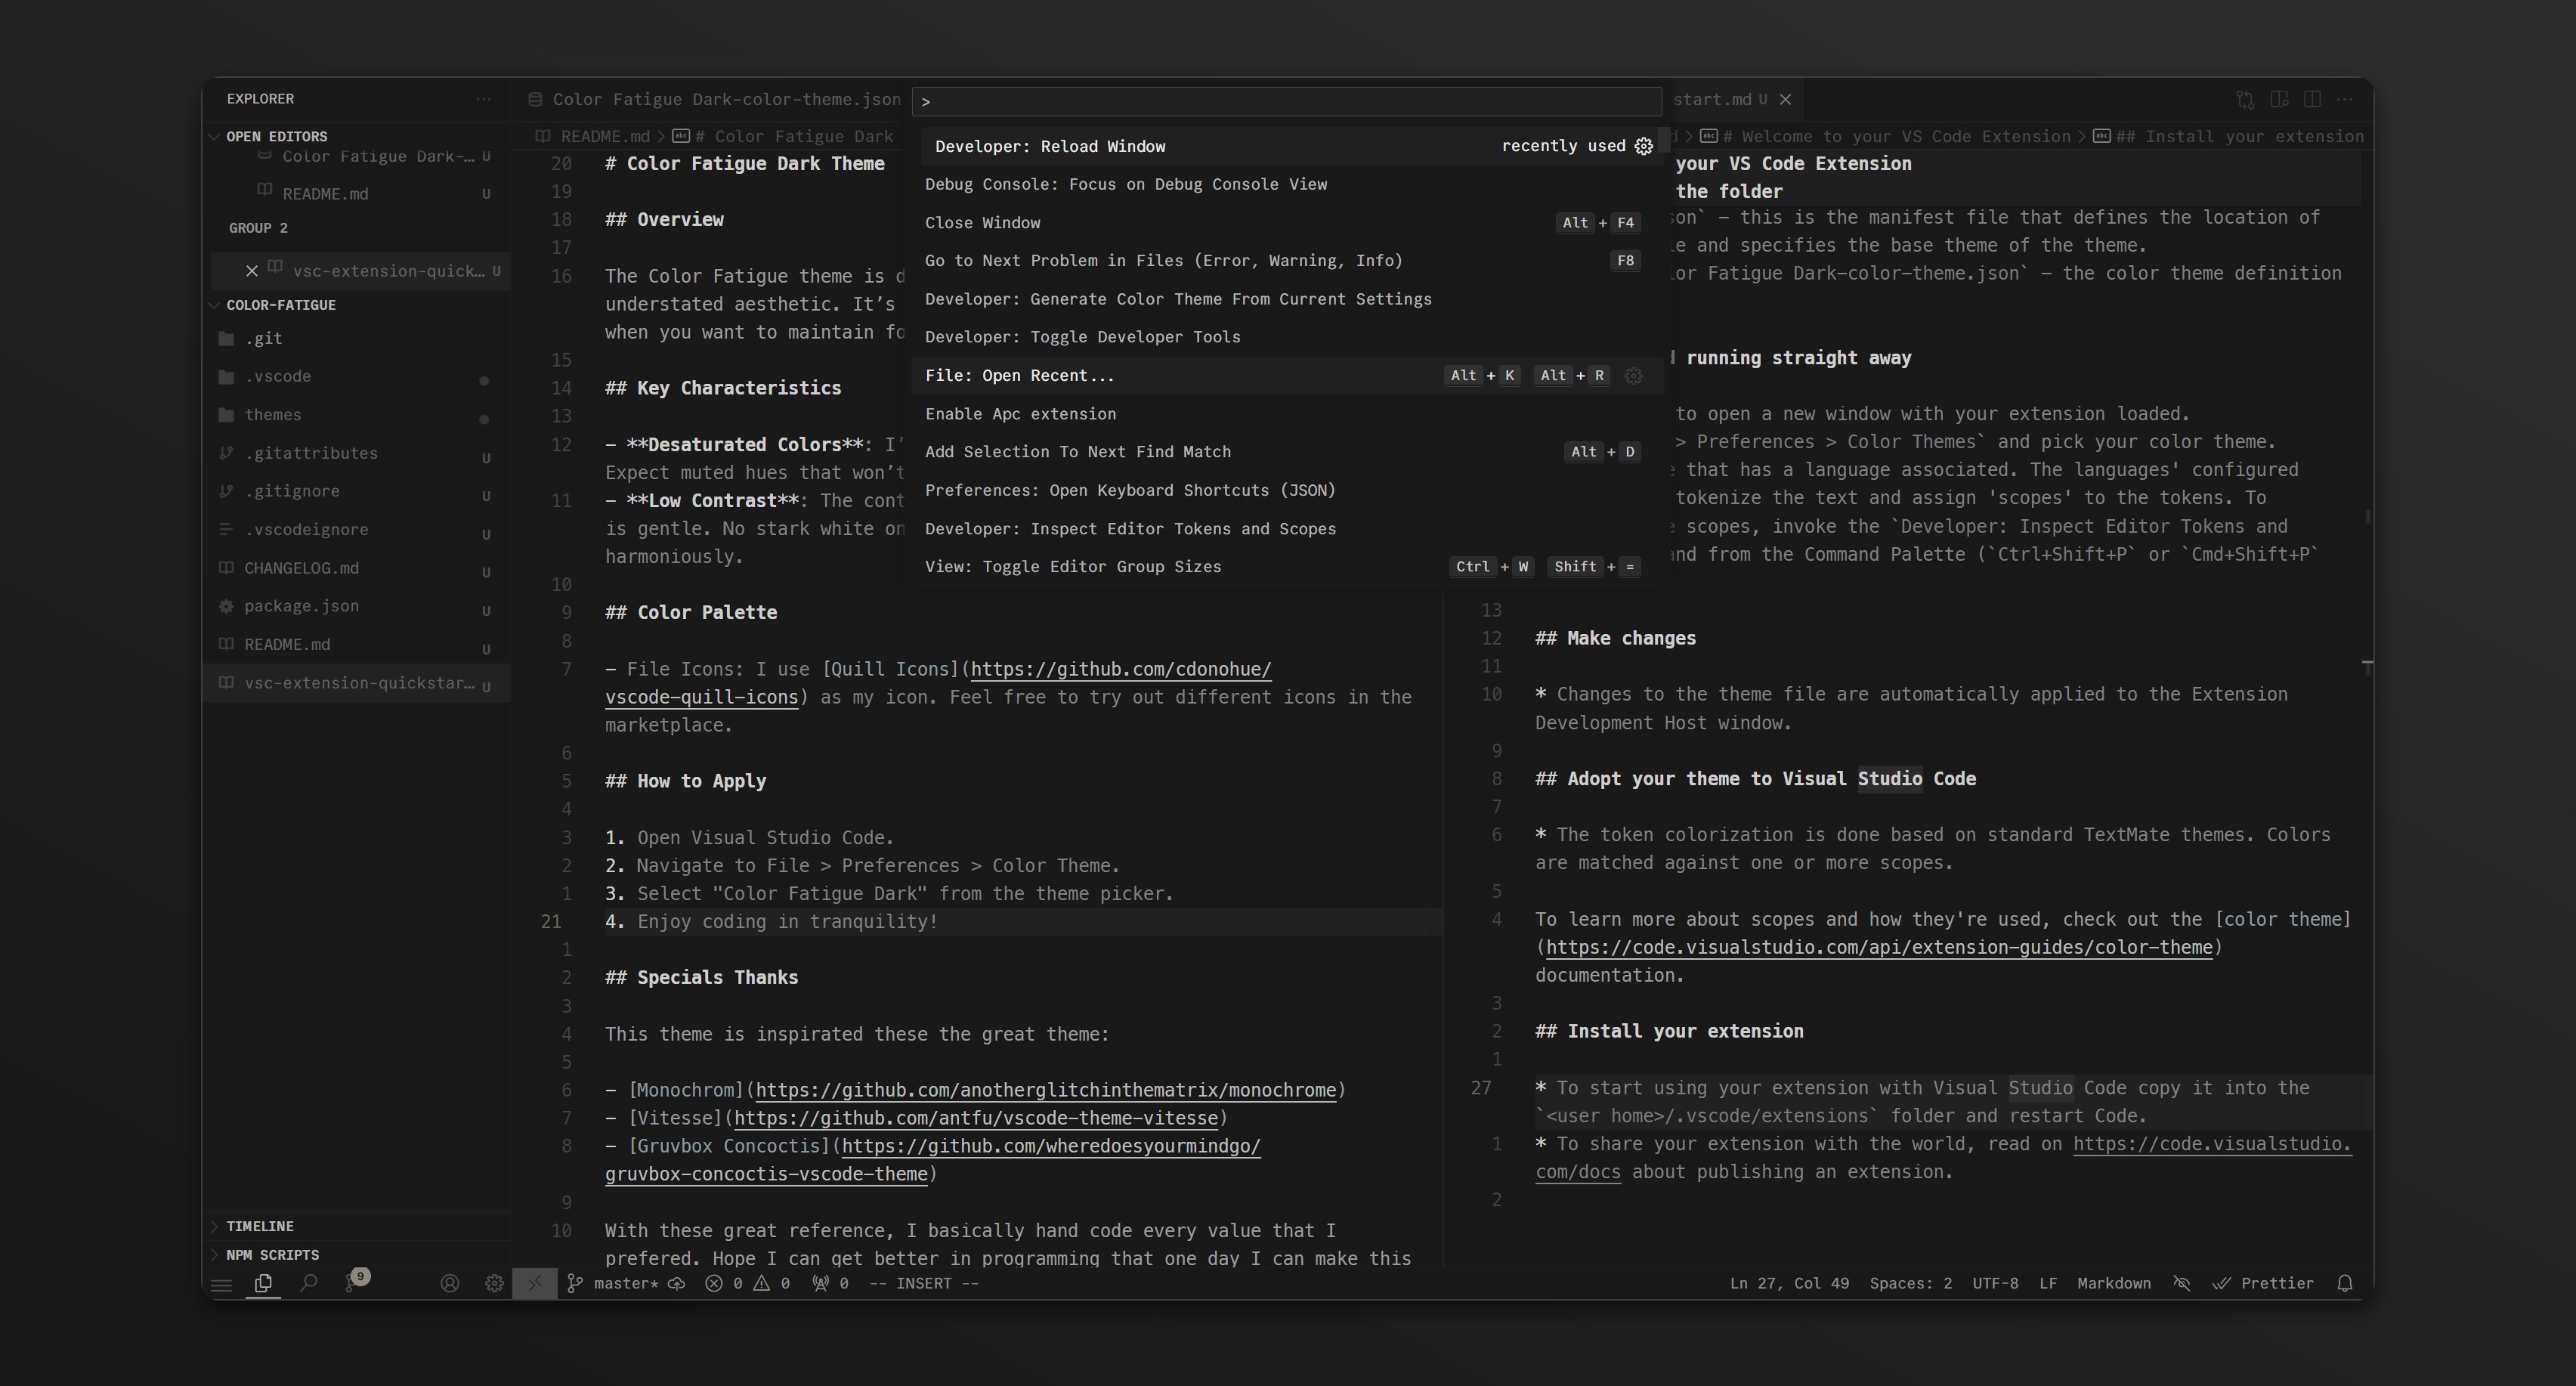 EXPLORER
OPEN EDITORS
Color Fatigue Dark-... U
README.md U
GROUP 2
vsc-extension-quick... U
COLOR-FATIGUE
.git
.vscode
themes
.gitattributes U
.gitignore U
.vscodeignore U
CHANGELOG.md U
package.json U
README.md U
vsc-extension-quickstar... U
TIMELINE
NPM SCRIPTS
Color Fatigue Dark-color-theme.json
README.md > # Color Fatigue Dark
20 # Color Fatigue Dark Theme
19
18 ## Overview
17
16 The Color Fatigue theme is d
understated aesthetic. It’s
when you want to maintain fo
15
14 ## Key Characteristics
13
12 – **Desaturated Colors**: I’
Expect muted hues that won’t
11 – **Low Contrast**: The cont
is gentle. No stark white on
harmoniously.
10
9 ## Color Palette
8
7 – File Icons: I use [Quill Icons](https://github.com/cdonohue/
vscode-quill-icons) as my icon. Feel free to try out different icons in the
marketplace.
6
5 ## How to Apply
4
3 1. Open Visual Studio Code.
2 2. Navigate to File > Preferences > Color Theme.
1 3. Select "Color Fatigue Dark" from the theme picker.
21 4. Enjoy coding in tranquility!
1
2 ## Specials Thanks
3
4 This theme is inspirated these the great theme:
5
6 – [Monochrom](https://github.com/anotherglitchinthematrix/monochrome)
7 – [Vitesse](https://github.com/antfu/vscode-theme-vitesse)
8 – [Gruvbox Concoctis](https://github.com/wheredoesyourmindgo/
gruvbox-concoctis-vscode-theme)
9
10 With these great reference, I basically hand code every value that I
prefered. Hope I can get better in programming that one day I can make this
>
Developer: Reload Window recently used
Debug Console: Focus on Debug Console View
Close Window Alt + F4
Go to Next Problem in Files (Error, Warning, Info) F8
Developer: Generate Color Theme From Current Settings
Developer: Toggle Developer Tools
File: Open Recent... Alt + K Alt + R
Enable Apc extension
Add Selection To Next Find Match Alt + D
Preferences: Open Keyboard Shortcuts (JSON)
Developer: Inspect Editor Tokens and Scopes
View: Toggle Editor Group Sizes Ctrl + W Shift + =
start.md U
> # Welcome to your VS Code Extension > ## Install your extension
your VS Code Extension
the folder
son` – this is the manifest file that defines the location of
le and specifies the base theme of the theme.
lor Fatigue Dark-color-theme.json` – the color theme definition
running straight away
to open a new window with your extension loaded.
> Preferences > Color Themes` and pick your color theme.
that has a language associated. The languages' configured
tokenize the text and assign 'scopes' to the tokens. To
scopes, invoke the `Developer: Inspect Editor Tokens and
and from the Command Palette (`Ctrl+Shift+P` or `Cmd+Shift+P`
13
12 ## Make changes
11
10 * Changes to the theme file are automatically applied to the Extension
Development Host window.
9
8 ## Adopt your theme to Visual Studio Code
7
6 * The token colorization is done based on standard TextMate themes. Colors
are matched against one or more scopes.
5
4 To learn more about scopes and how they're used, check out the [color theme]
(https://code.visualstudio.com/api/extension-guides/color-theme)
documentation.
3
2 ## Install your extension
1
27 * To start using your extension with Visual Studio Code copy it into the
`<user home>/.vscode/extensions` folder and restart Code.
1 * To share your extension with the world, read on https://code.visualstudio.
com/docs about publishing an extension.
2
9 master* 0 0 0 -- INSERT -- Ln 27, Col 49 Spaces: 2 UTF-8 LF Markdown Prettier